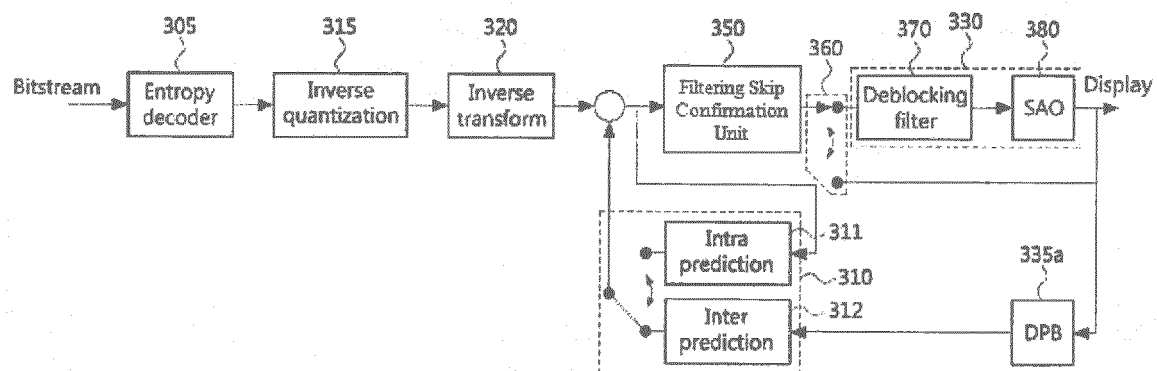 305
315
320
350
360
370
330
380
Bitstream
Entropy
decoder
Inverse
quantization
Inverse
transform
Filtering Skip
Confirmation
Unit
Deblocking
filter
SAO
Display
Intra
prediction
311
310
Inter
prediction
312
335a
DPB